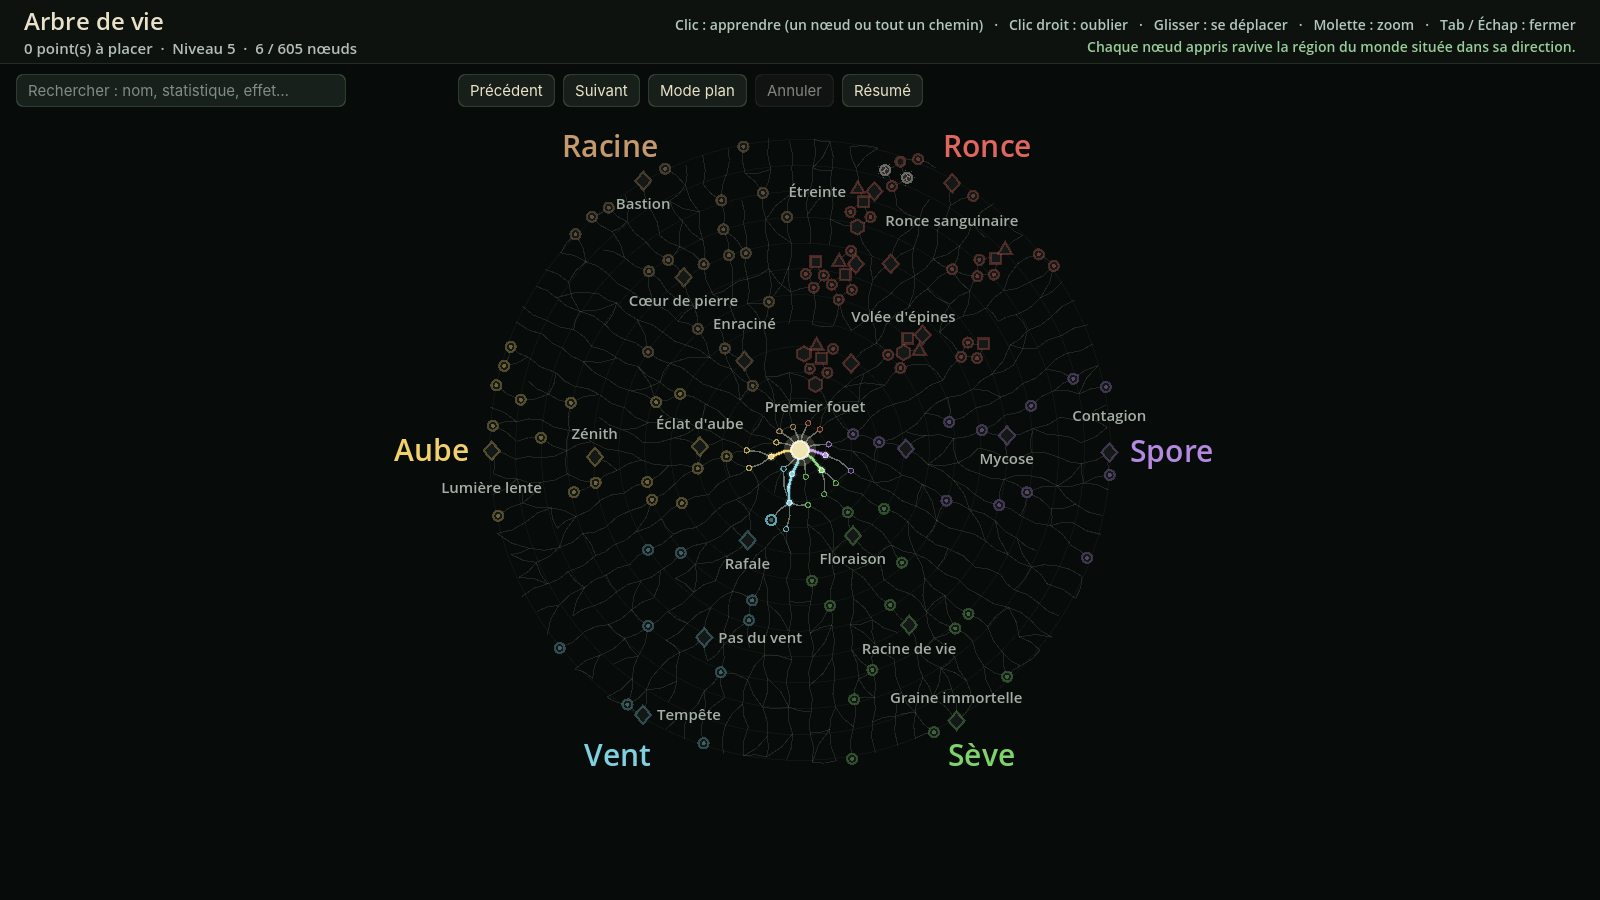 Arbre de vie
0 point(s) à placer · Niveau 5 · 6 / 605 nœuds
Clic : apprendre (un nœud ou tout un chemin) · Clic droit : oublier · Glisser : se déplacer · Molette : zoom · Tab / Échap : fermer
Chaque nœud appris ravive la région du monde située dans sa direction.
Rechercher : nom, statistique, effet...
Précédent
Suivant
Mode plan
Annuler
Résumé
Racine
Ronce
Étreinte
Bastion
Ronce sanguinaire
Cœur de pierre
Volée d'épines
Enraciné
Premier fouet
Contagion
Éclat d'aube
Zénith
Aube
Spore
Mycose
Lumière lente
Floraison
Rafale
Pas du vent
Racine de vie
Graine immortelle
Tempête
Vent
Sève